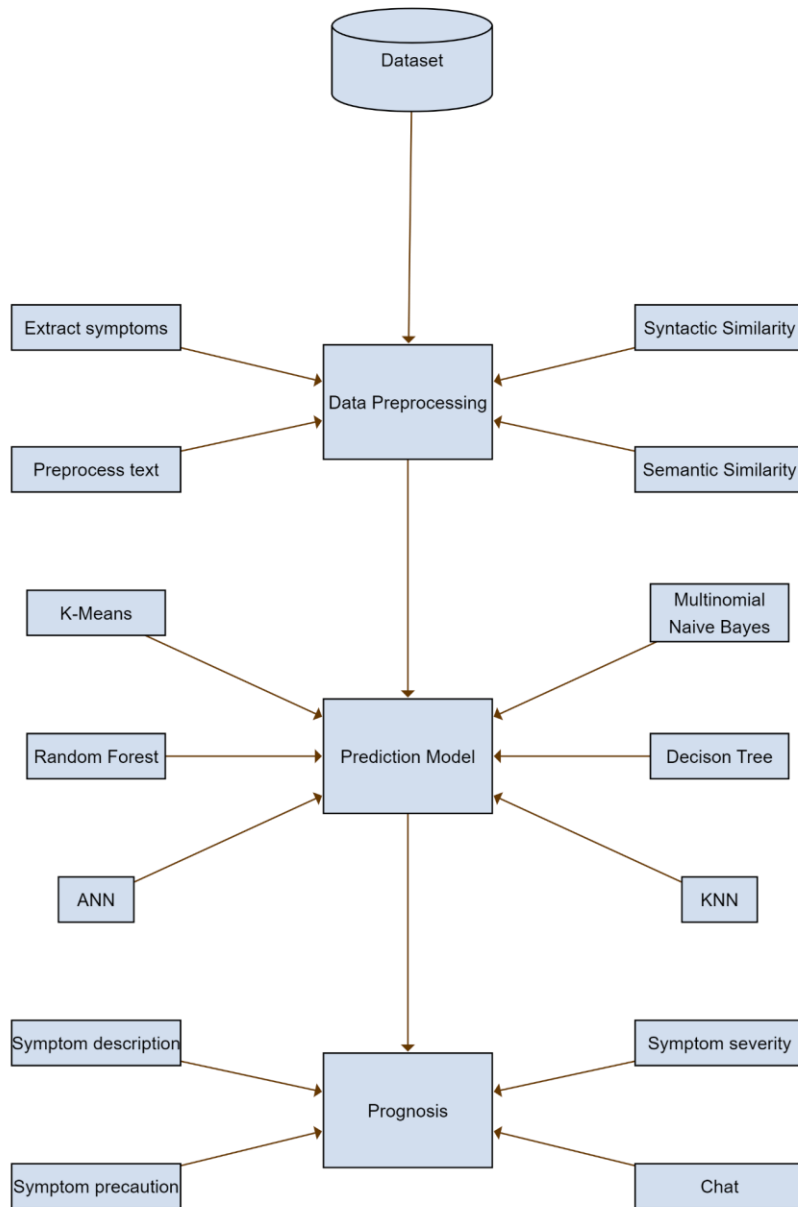 Dataset
Extract symptoms
Syntactic Similarity
Data Preprocessing
Preprocess text
Semantic Similarity
K-Means
Multinomial
Naive Bayes
Random Forest
Prediction Model
Decison Tree
ANN
KNN
Symptom description
Symptom severity
Prognosis
Symptom precaution
Chat